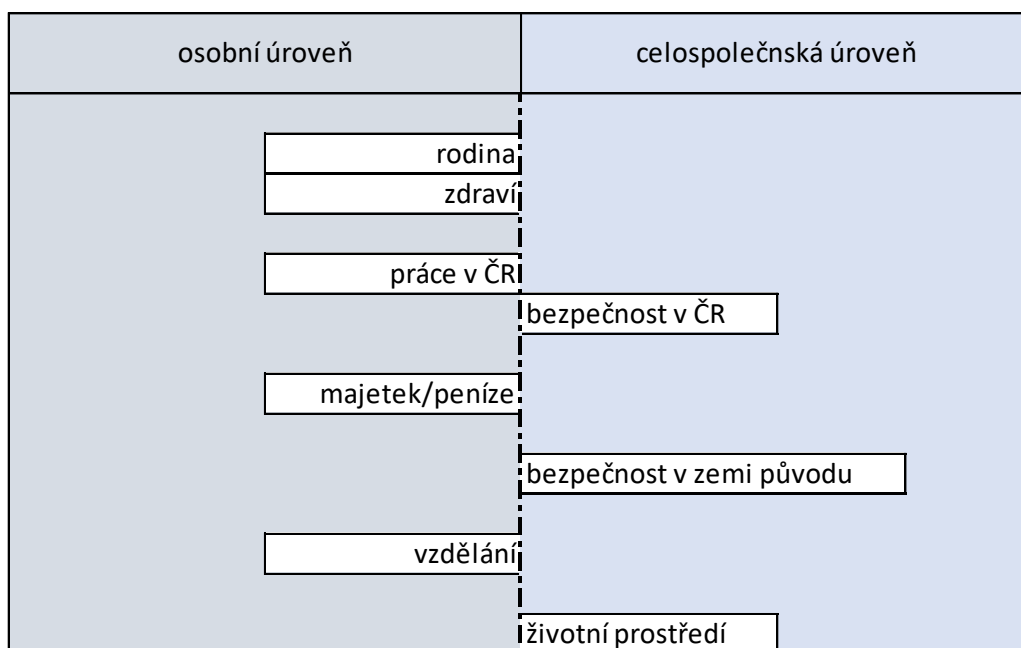 osobní úroveň
celospolečnská úroveň
rodina
zdraví
práce v ČR
bezpečnost v ČR
majetek/peníze
bezpečnost v zemi původu
vzdělání
životní prostředí